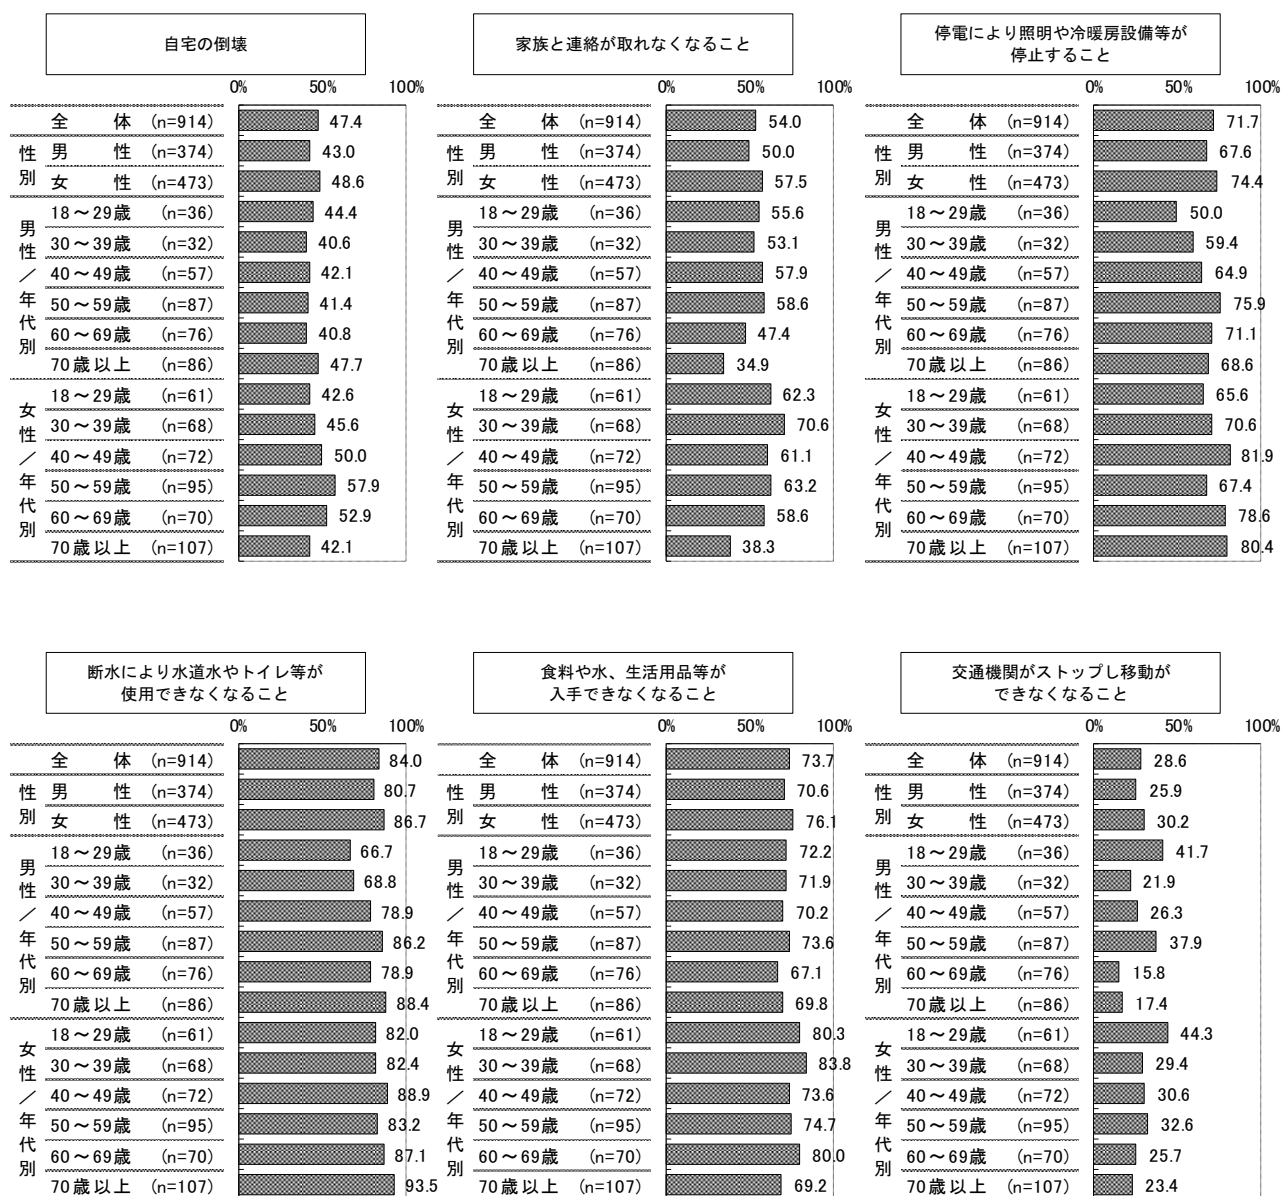 自宅の倒壊
0% 50% 100%
全 体 (n=914) 47.4
性別
男 性 (n=374) 43.0
女 性 (n=473) 48.6
男性／年代別
18～29歳 (n=36) 44.4
30～39歳 (n=32) 40.6
40～49歳 (n=57) 42.1
50～59歳 (n=87) 41.4
60～69歳 (n=76) 40.8
70歳以上 (n=86) 47.7
女性／年代別
18～29歳 (n=61) 42.6
30～39歳 (n=68) 45.6
40～49歳 (n=72) 50.0
50～59歳 (n=95) 57.9
60～69歳 (n=70) 52.9
70歳以上 (n=107) 42.1
家族と連絡が取れなくなること
0% 50% 100%
全 体 (n=914) 54.0
性別
男 性 (n=374) 50.0
女 性 (n=473) 57.5
男性／年代別
18～29歳 (n=36) 55.6
30～39歳 (n=32) 53.1
40～49歳 (n=57) 57.9
50～59歳 (n=87) 58.6
60～69歳 (n=76) 47.4
70歳以上 (n=86) 34.9
女性／年代別
18～29歳 (n=61) 62.3
30～39歳 (n=68) 70.6
40～49歳 (n=72) 61.1
50～59歳 (n=95) 63.2
60～69歳 (n=70) 58.6
70歳以上 (n=107) 38.3
停電により照明や冷暖房設備等が
停止すること
0% 50% 100%
全 体 (n=914) 71.7
性別
男 性 (n=374) 67.6
女 性 (n=473) 74.4
男性／年代別
18～29歳 (n=36) 50.0
30～39歳 (n=32) 59.4
40～49歳 (n=57) 64.9
50～59歳 (n=87) 75.9
60～69歳 (n=76) 71.1
70歳以上 (n=86) 68.6
女性／年代別
18～29歳 (n=61) 65.6
30～39歳 (n=68) 70.6
40～49歳 (n=72) 81.9
50～59歳 (n=95) 67.4
60～69歳 (n=70) 78.6
70歳以上 (n=107) 80.4
断水により水道水やトイレ等が
使用できなくなること
0% 50% 100%
全 体 (n=914) 84.0
性別
男 性 (n=374) 80.7
女 性 (n=473) 86.7
男性／年代別
18～29歳 (n=36) 66.7
30～39歳 (n=32) 68.8
40～49歳 (n=57) 78.9
50～59歳 (n=87) 86.2
60～69歳 (n=76) 78.9
70歳以上 (n=86) 88.4
女性／年代別
18～29歳 (n=61) 82.0
30～39歳 (n=68) 82.4
40～49歳 (n=72) 88.9
50～59歳 (n=95) 83.2
60～69歳 (n=70) 87.1
70歳以上 (n=107) 93.5
食料や水、生活用品等が
入手できなくなること
0% 50% 100%
全 体 (n=914) 73.7
性別
男 性 (n=374) 70.6
女 性 (n=473) 76.1
男性／年代別
18～29歳 (n=36) 72.2
30～39歳 (n=32) 71.9
40～49歳 (n=57) 70.2
50～59歳 (n=87) 73.6
60～69歳 (n=76) 67.1
70歳以上 (n=86) 69.8
女性／年代別
18～29歳 (n=61) 80.3
30～39歳 (n=68) 83.8
40～49歳 (n=72) 73.6
50～59歳 (n=95) 74.7
60～69歳 (n=70) 80.0
70歳以上 (n=107) 69.2
交通機関がストップし移動が
できなくなること
0% 50% 100%
全 体 (n=914) 28.6
性別
男 性 (n=374) 25.9
女 性 (n=473) 30.2
男性／年代別
18～29歳 (n=36) 41.7
30～39歳 (n=32) 21.9
40～49歳 (n=57) 26.3
50～59歳 (n=87) 37.9
60～69歳 (n=76) 15.8
70歳以上 (n=86) 17.4
女性／年代別
18～29歳 (n=61) 44.3
30～39歳 (n=68) 29.4
40～49歳 (n=72) 30.6
50～59歳 (n=95) 32.6
60～69歳 (n=70) 25.7
70歳以上 (n=107) 23.4